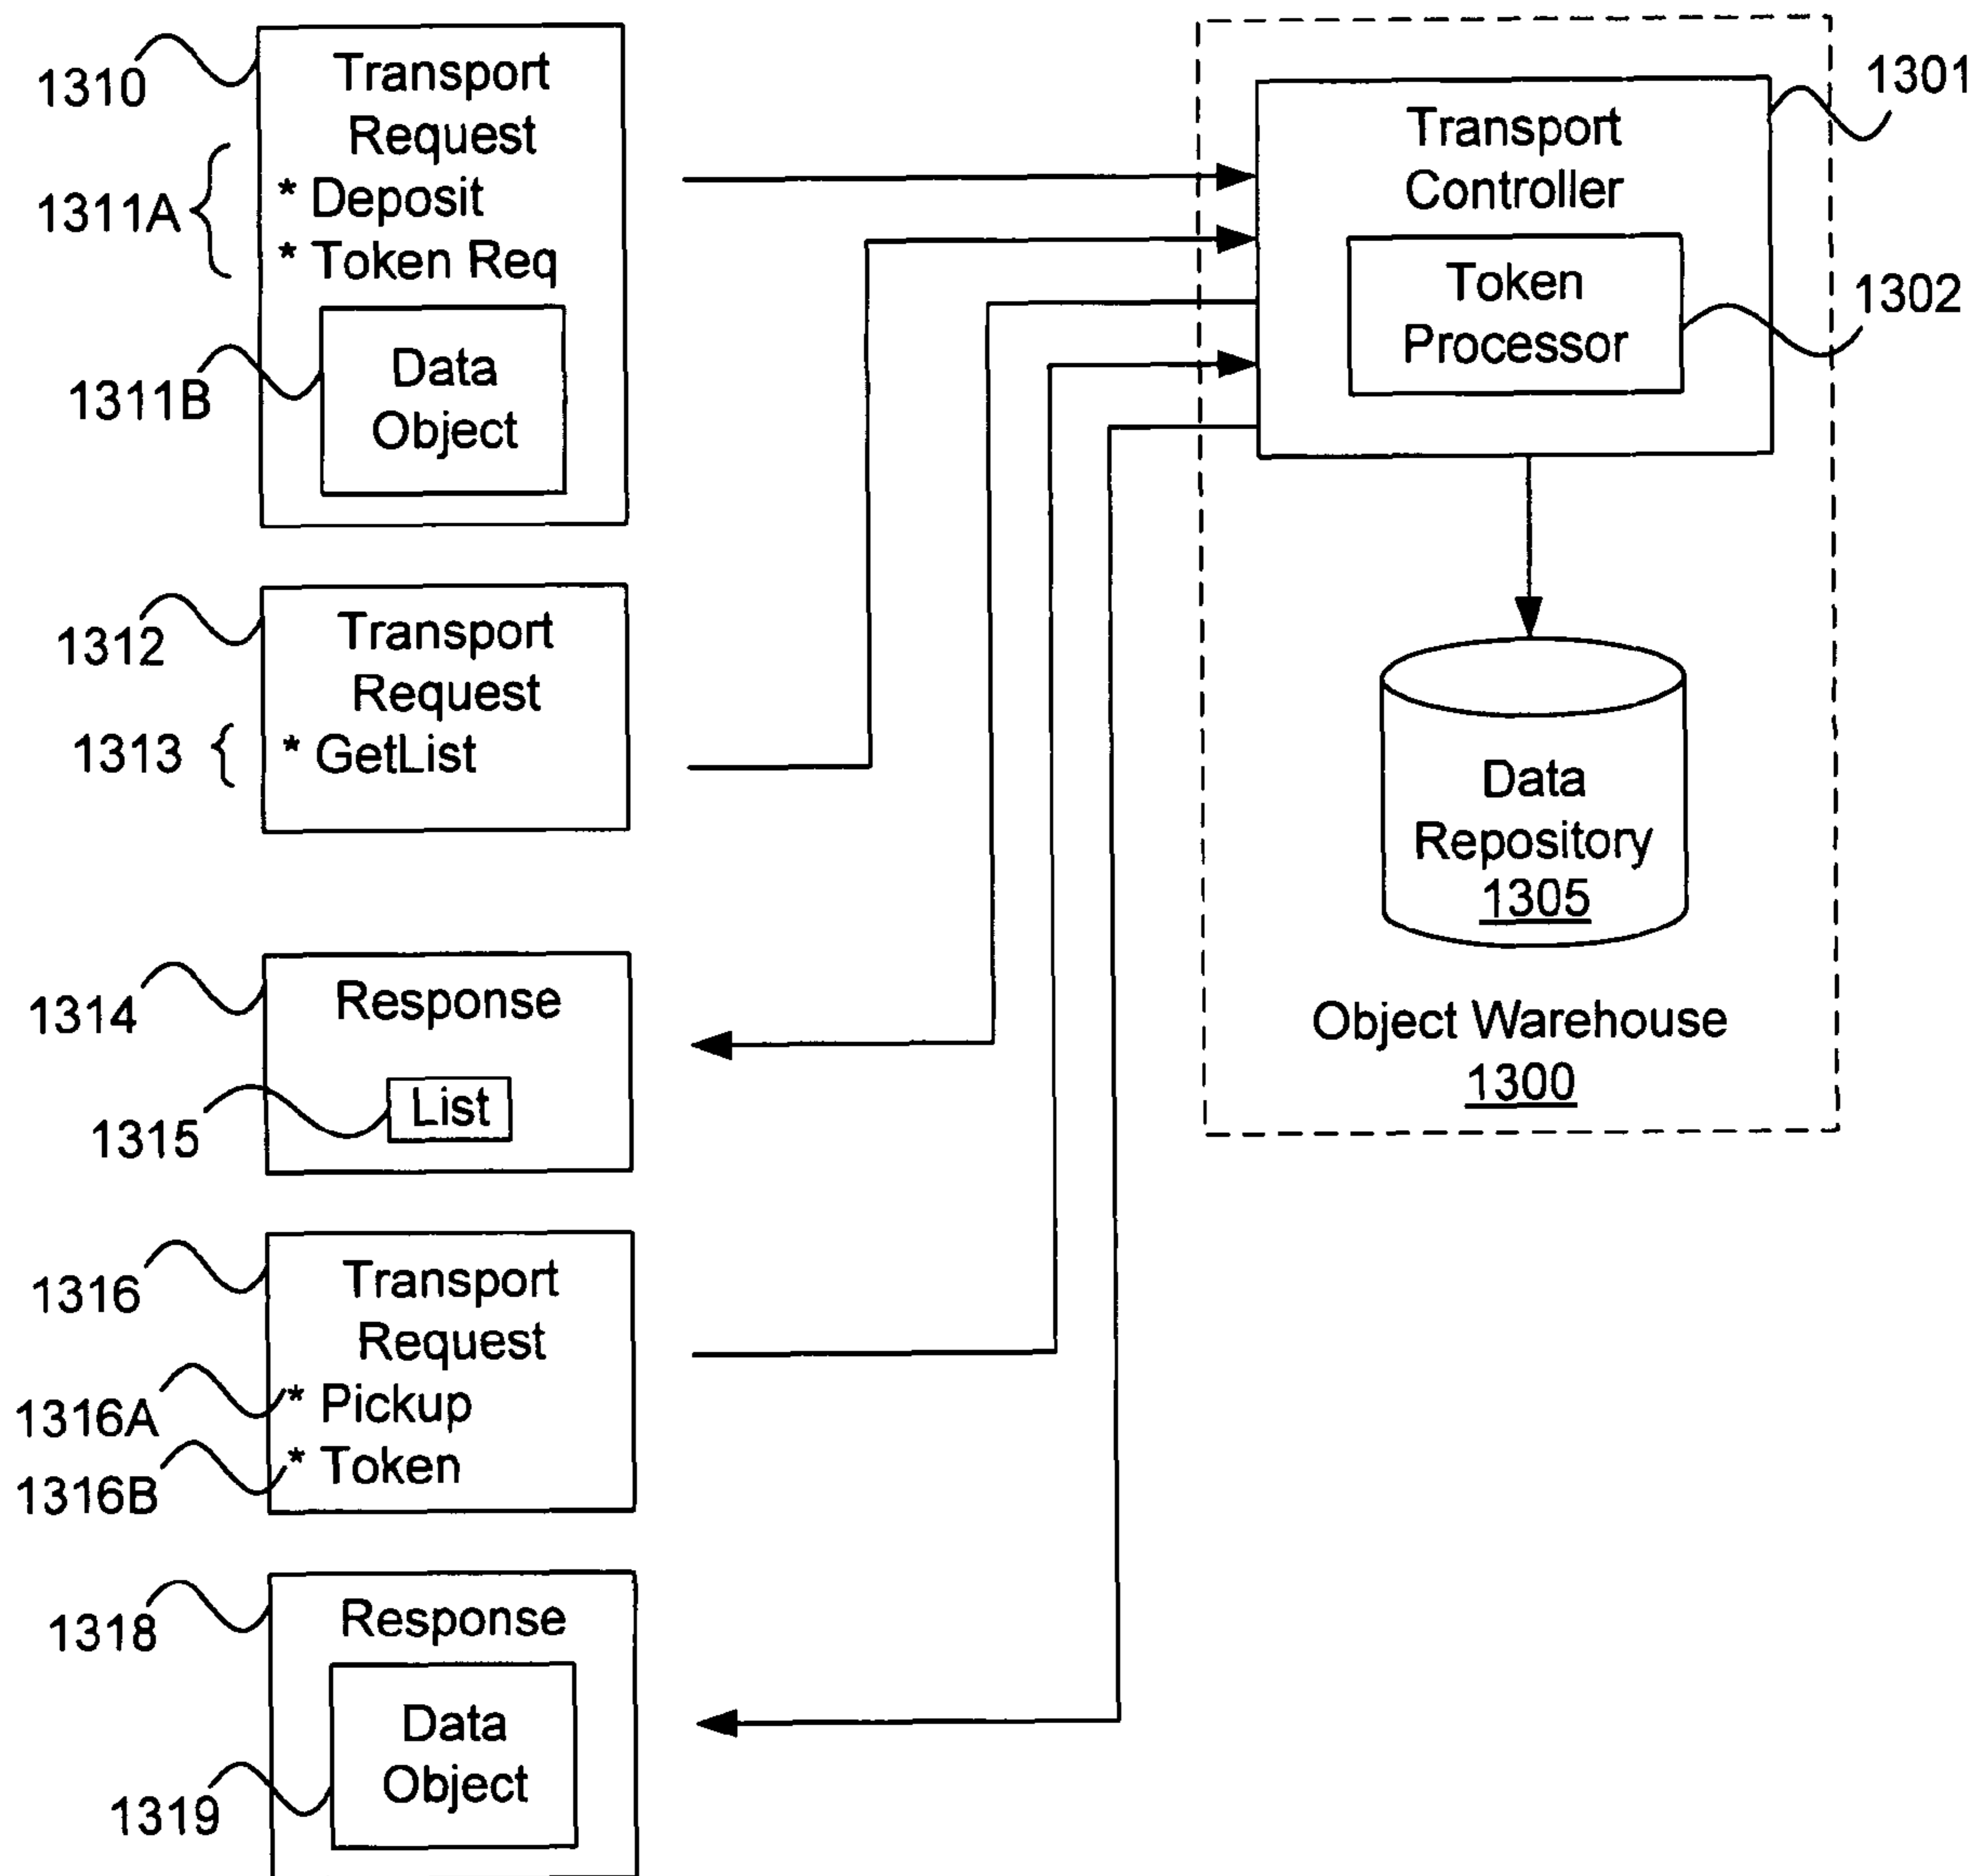 1310
Transport
Request
1311A
* Deposit
* Token Req
1311B
Data
Object
1312
Transport
Request
1313
* GetList
1314
Response
1315
List
1316
Transport
Request
1316A
* Pickup
1316B
* Token
1318
Response
1319
Data
Object
1301
Transport
Controller
1302
Token
Processor
Data
Repository
1305
Object Warehouse
1300